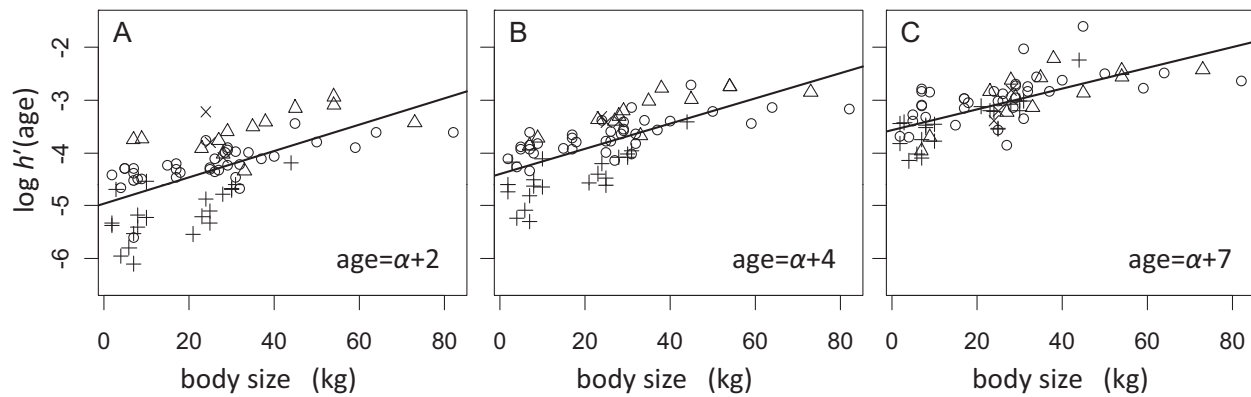 log h'(age)
-2
-3
-4
-5
-6
A
age=α+2
0 20 40 60 80
body size (kg)
B
age=α+4
0 20 40 60 80
body size (kg)
C
age=α+7
0 20 40 60 80
body size (kg)